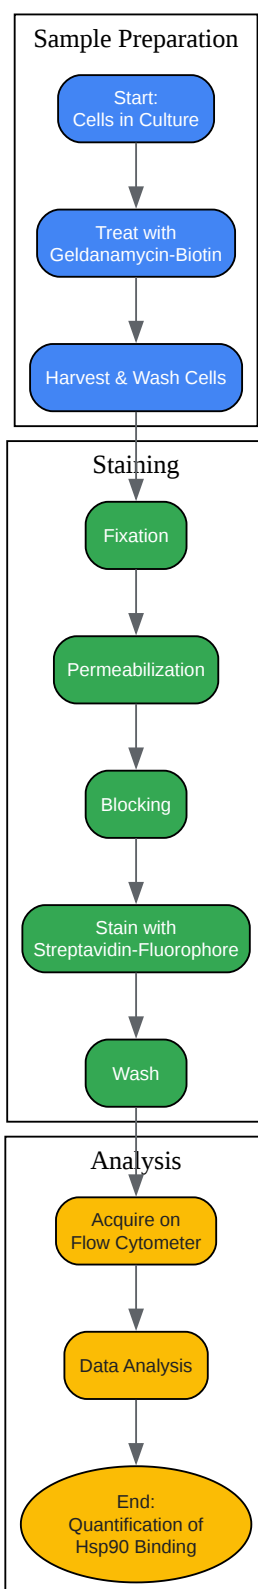 Sample Preparation
Start:
Cells in Culture
Treat with
Geldanamycin-Biotin
Harvest & Wash Cells
Staining
Fixation
Permeabilization
Blocking
Stain with
Streptavidin-Fluorophore
Wash
Analysis
Acquire on
Flow Cytometer
Data Analysis
End:
Quantification of
Hsp90 Binding